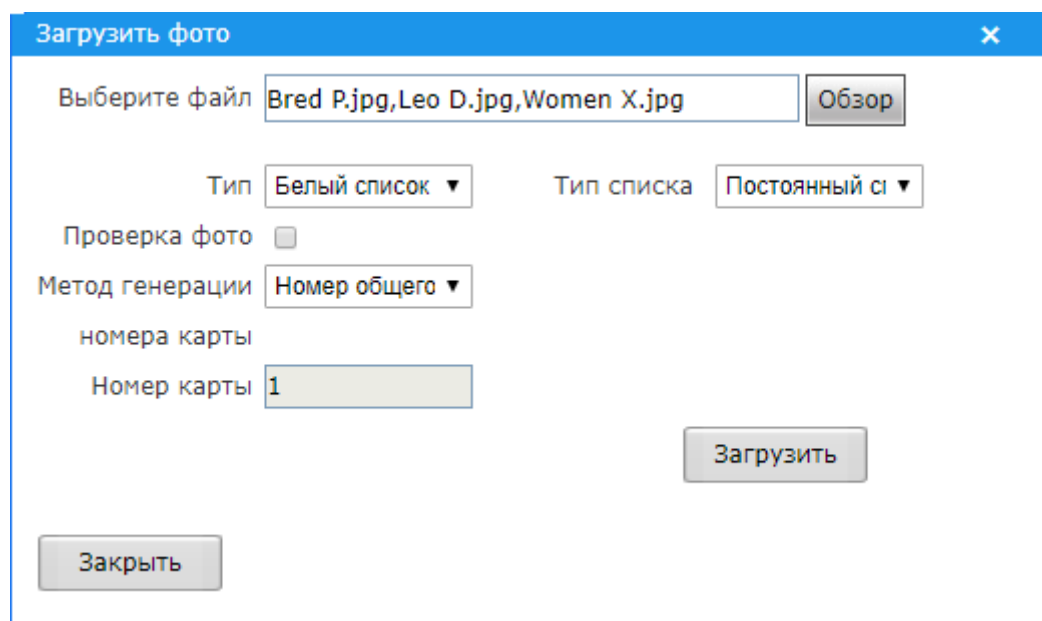 Загрузить фото
Выберите файл Bred P.jpg,Leo D.jpg,Women X.jpg Обзор
Тип Белый список Тип списка Постоянный сп
Проверка фото
Метод генерации Номер общего
номера карты
Номер карты 1
Загрузить
Закрыть